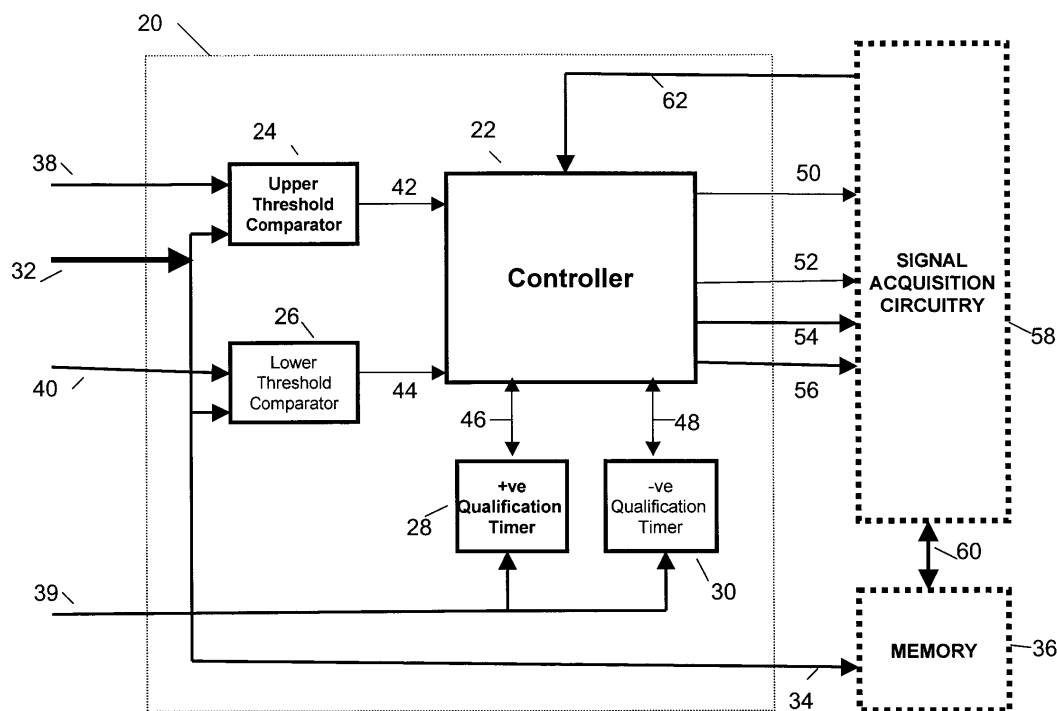 20
62
24
22
38
Upper
Threshold
Comparator
42
50
32
Controller
52
SIGNAL
ACQUISITION
CIRCUITRY
26
54
58
40
Lower
Threshold
Comparator
44
56
46
48
+ve
Qualification
Timer
28
-ve
Qualification
Timer
60
39
30
MEMORY
36
34